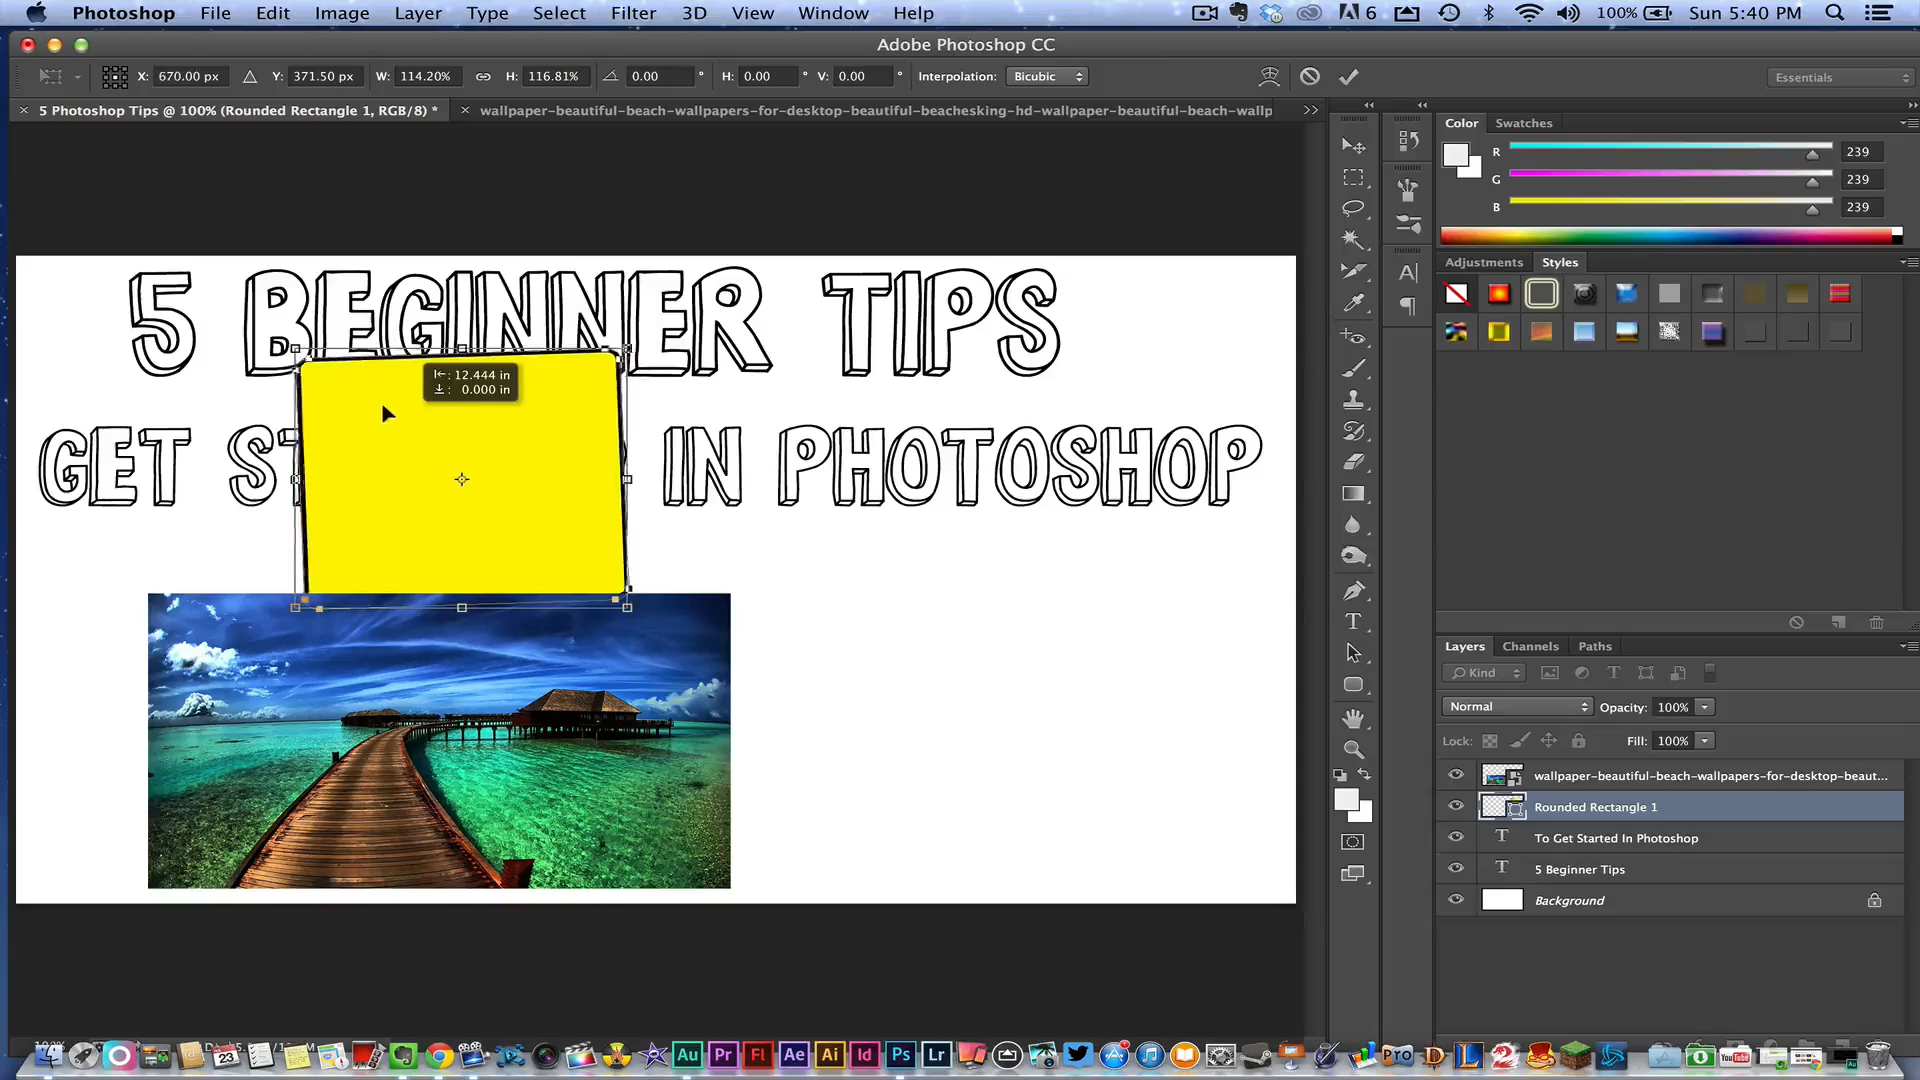 Photoshop File Edit Image Layer Type Select Filter 3D View Window Help 6 100% Sun 5:40 PM
Adobe Photoshop CC
X: 670.00 px Y: 371.50 px W: 114.20% H: 116.81% 0.00 ° H: 0.00 ° V: 0.00 ° Interpolation: Bicubic Essentials
5 Photoshop Tips @ 100% (Rounded Rectangle 1, RGB/8) * wallpaper-beautiful-beach-wallpapers-for-desktop-beautiful-beachesking-hd-wallpaper-beautiful-beach-wallp
Color Swatches
R 239
G 239
B 239
Adjustments Styles
5 BEGINNER TIPS
12.444 in
0.000 in
GET ST IN PHOTOSHOP
Layers Channels Paths
Kind
Normal Opacity: 100%
Lock: Fill: 100%
wallpaper-beautiful-beach-wallpapers-for-desktop-beaut...
Rounded Rectangle 1
To Get Started In Photoshop
5 Beginner Tips
Background
23 Au Pr Fl Ae Ai Id Ps Lr Pro D L YouTube Au